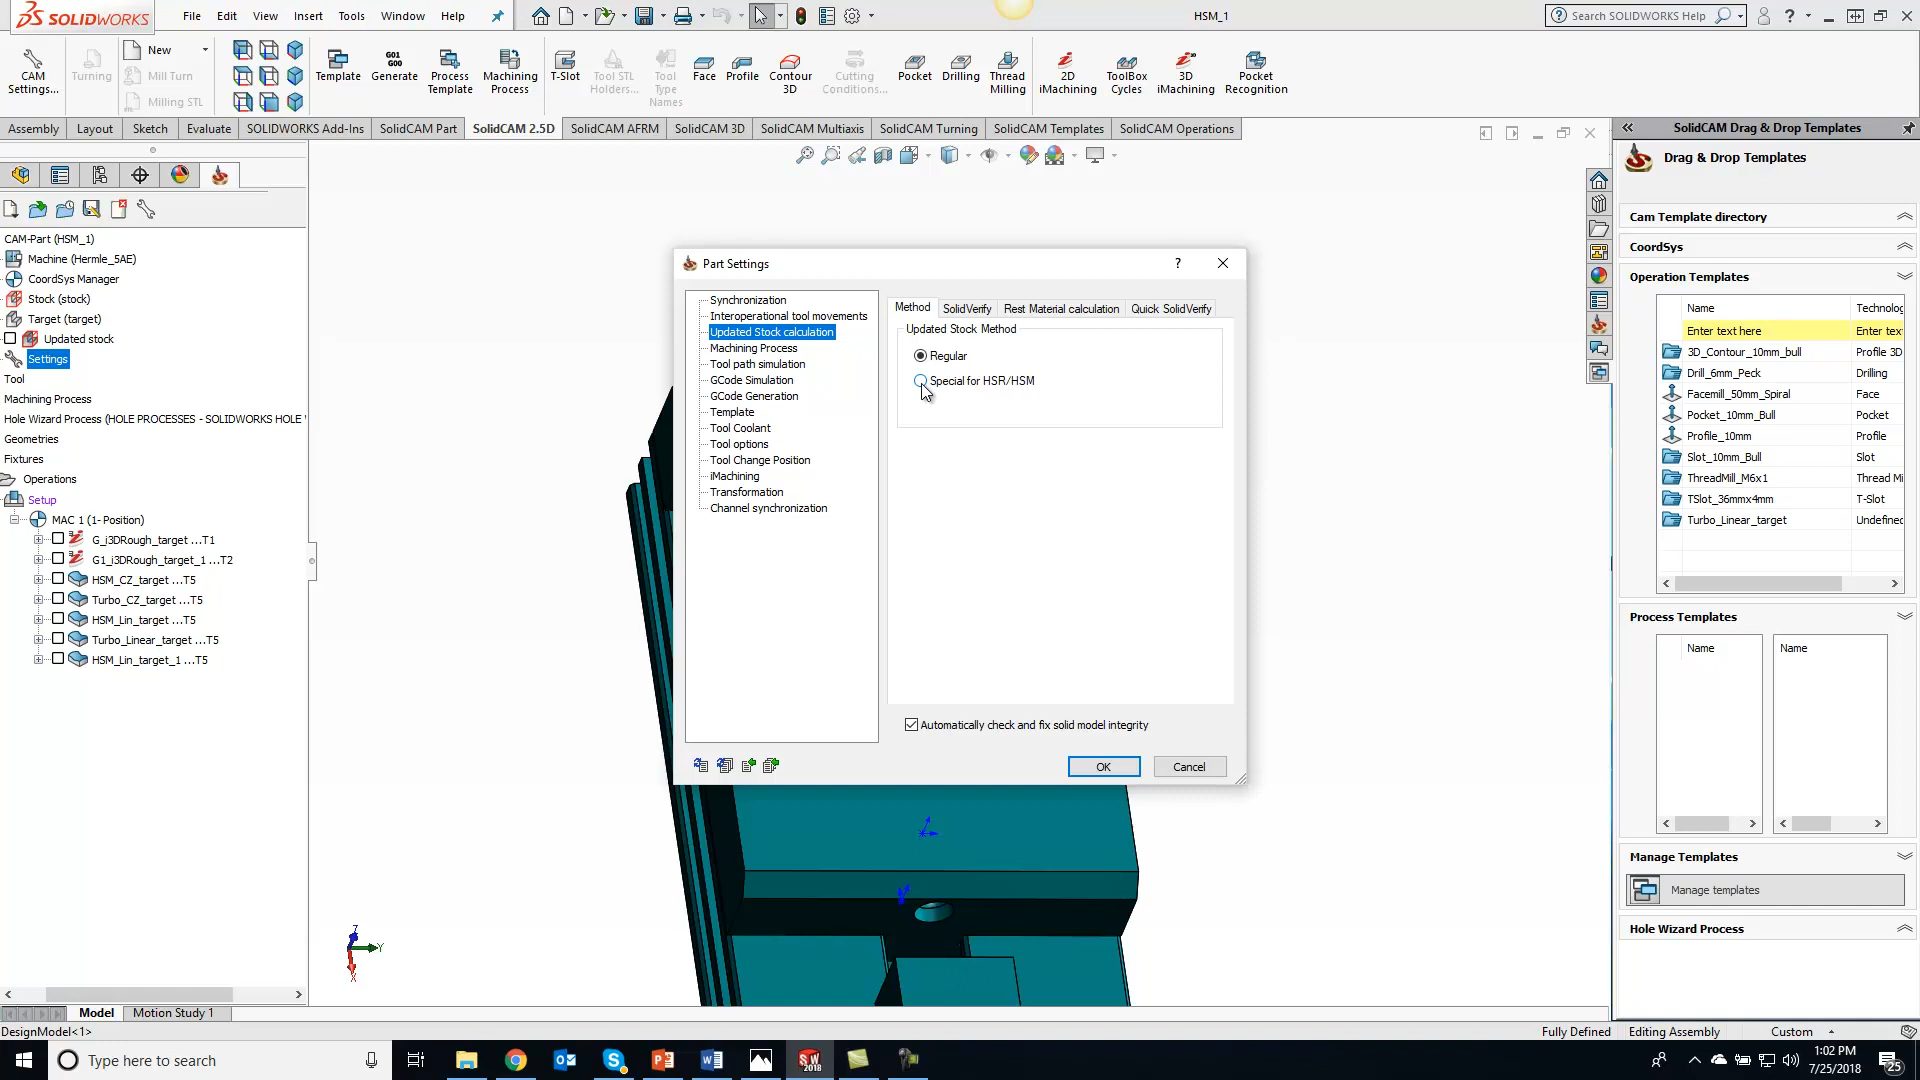 SOLIDWORKS
File Edit View Insert Tools Window Help
HSM_1
Search SOLIDWORKS Help
CAM Settings...
Turning
New
Mill Turn
Milling STL
Template
Generate
G01 G00
Process Template
Machining Process
T-Slot
Tool STL Holders...
Tool Type Names
Face
Profile
Contour 3D
Cutting Conditions...
Pocket
Drilling
Thread Milling
2D iMachining
ToolBox Cycles
3D iMachining
Pocket Recognition
Assembly Layout Sketch Evaluate SOLIDWORKS Add-Ins SolidCAM Part SolidCAM 2.5D SolidCAM AFRM SolidCAM 3D SolidCAM Multiaxis SolidCAM Turning SolidCAM Templates SolidCAM Operations
CAM-Part (HSM_1)
Machine (Hermle_5AE)
CoordSys Manager
Stock (stock)
Target (target)
Updated stock
Settings
Tool
Machining Process
Hole Wizard Process (HOLE PROCESSES - SOLIDWORKS HOLE
Geometries
Fixtures
Operations
Setup
MAC 1 (1- Position)
G_i3DRough_target ...T1
G1_i3DRough_target_1 ...T2
HSM_CZ_target ...T5
Turbo_CZ_target ...T5
HSM_Lin_target ...T5
Turbo_Linear_target ...T5
HSM_Lin_target_1 ...T5
Part Settings
?
Synchronization
Interoperational tool movements
Updated Stock calculation
Machining Process
Tool path simulation
GCode Simulation
GCode Generation
Template
Tool Coolant
Tool options
Tool Change Position
iMachining
Transformation
Channel synchronization
Method SolidVerify Rest Material calculation Quick SolidVerify
Updated Stock Method
Regular
Special for HSR/HSM
Automatically check and fix solid model integrity
OK Cancel
Z
Y
X
SolidCAM Drag & Drop Templates
Drag & Drop Templates
Cam Template directory
CoordSys
Operation Templates
Name Technolog
Enter text here Enter tex
3D_Contour_10mm_bull Profile 3D
Drill_6mm_Peck Drilling
Facemill_50mm_Spiral Face
Pocket_10mm_Bull Pocket
Profile_10mm Profile
Slot_10mm_Bull Slot
ThreadMill_M6x1 Thread Mi
TSlot_36mmx4mm T-Slot
Turbo_Linear_target Undefined
Process Templates
Name Name
Manage Templates
Manage templates
Hole Wizard Process
Model Motion Study 1
DesignModel<1>
Fully Defined Editing Assembly Custom
Type here to search
SW 2018
1:02 PM
7/25/2018
25